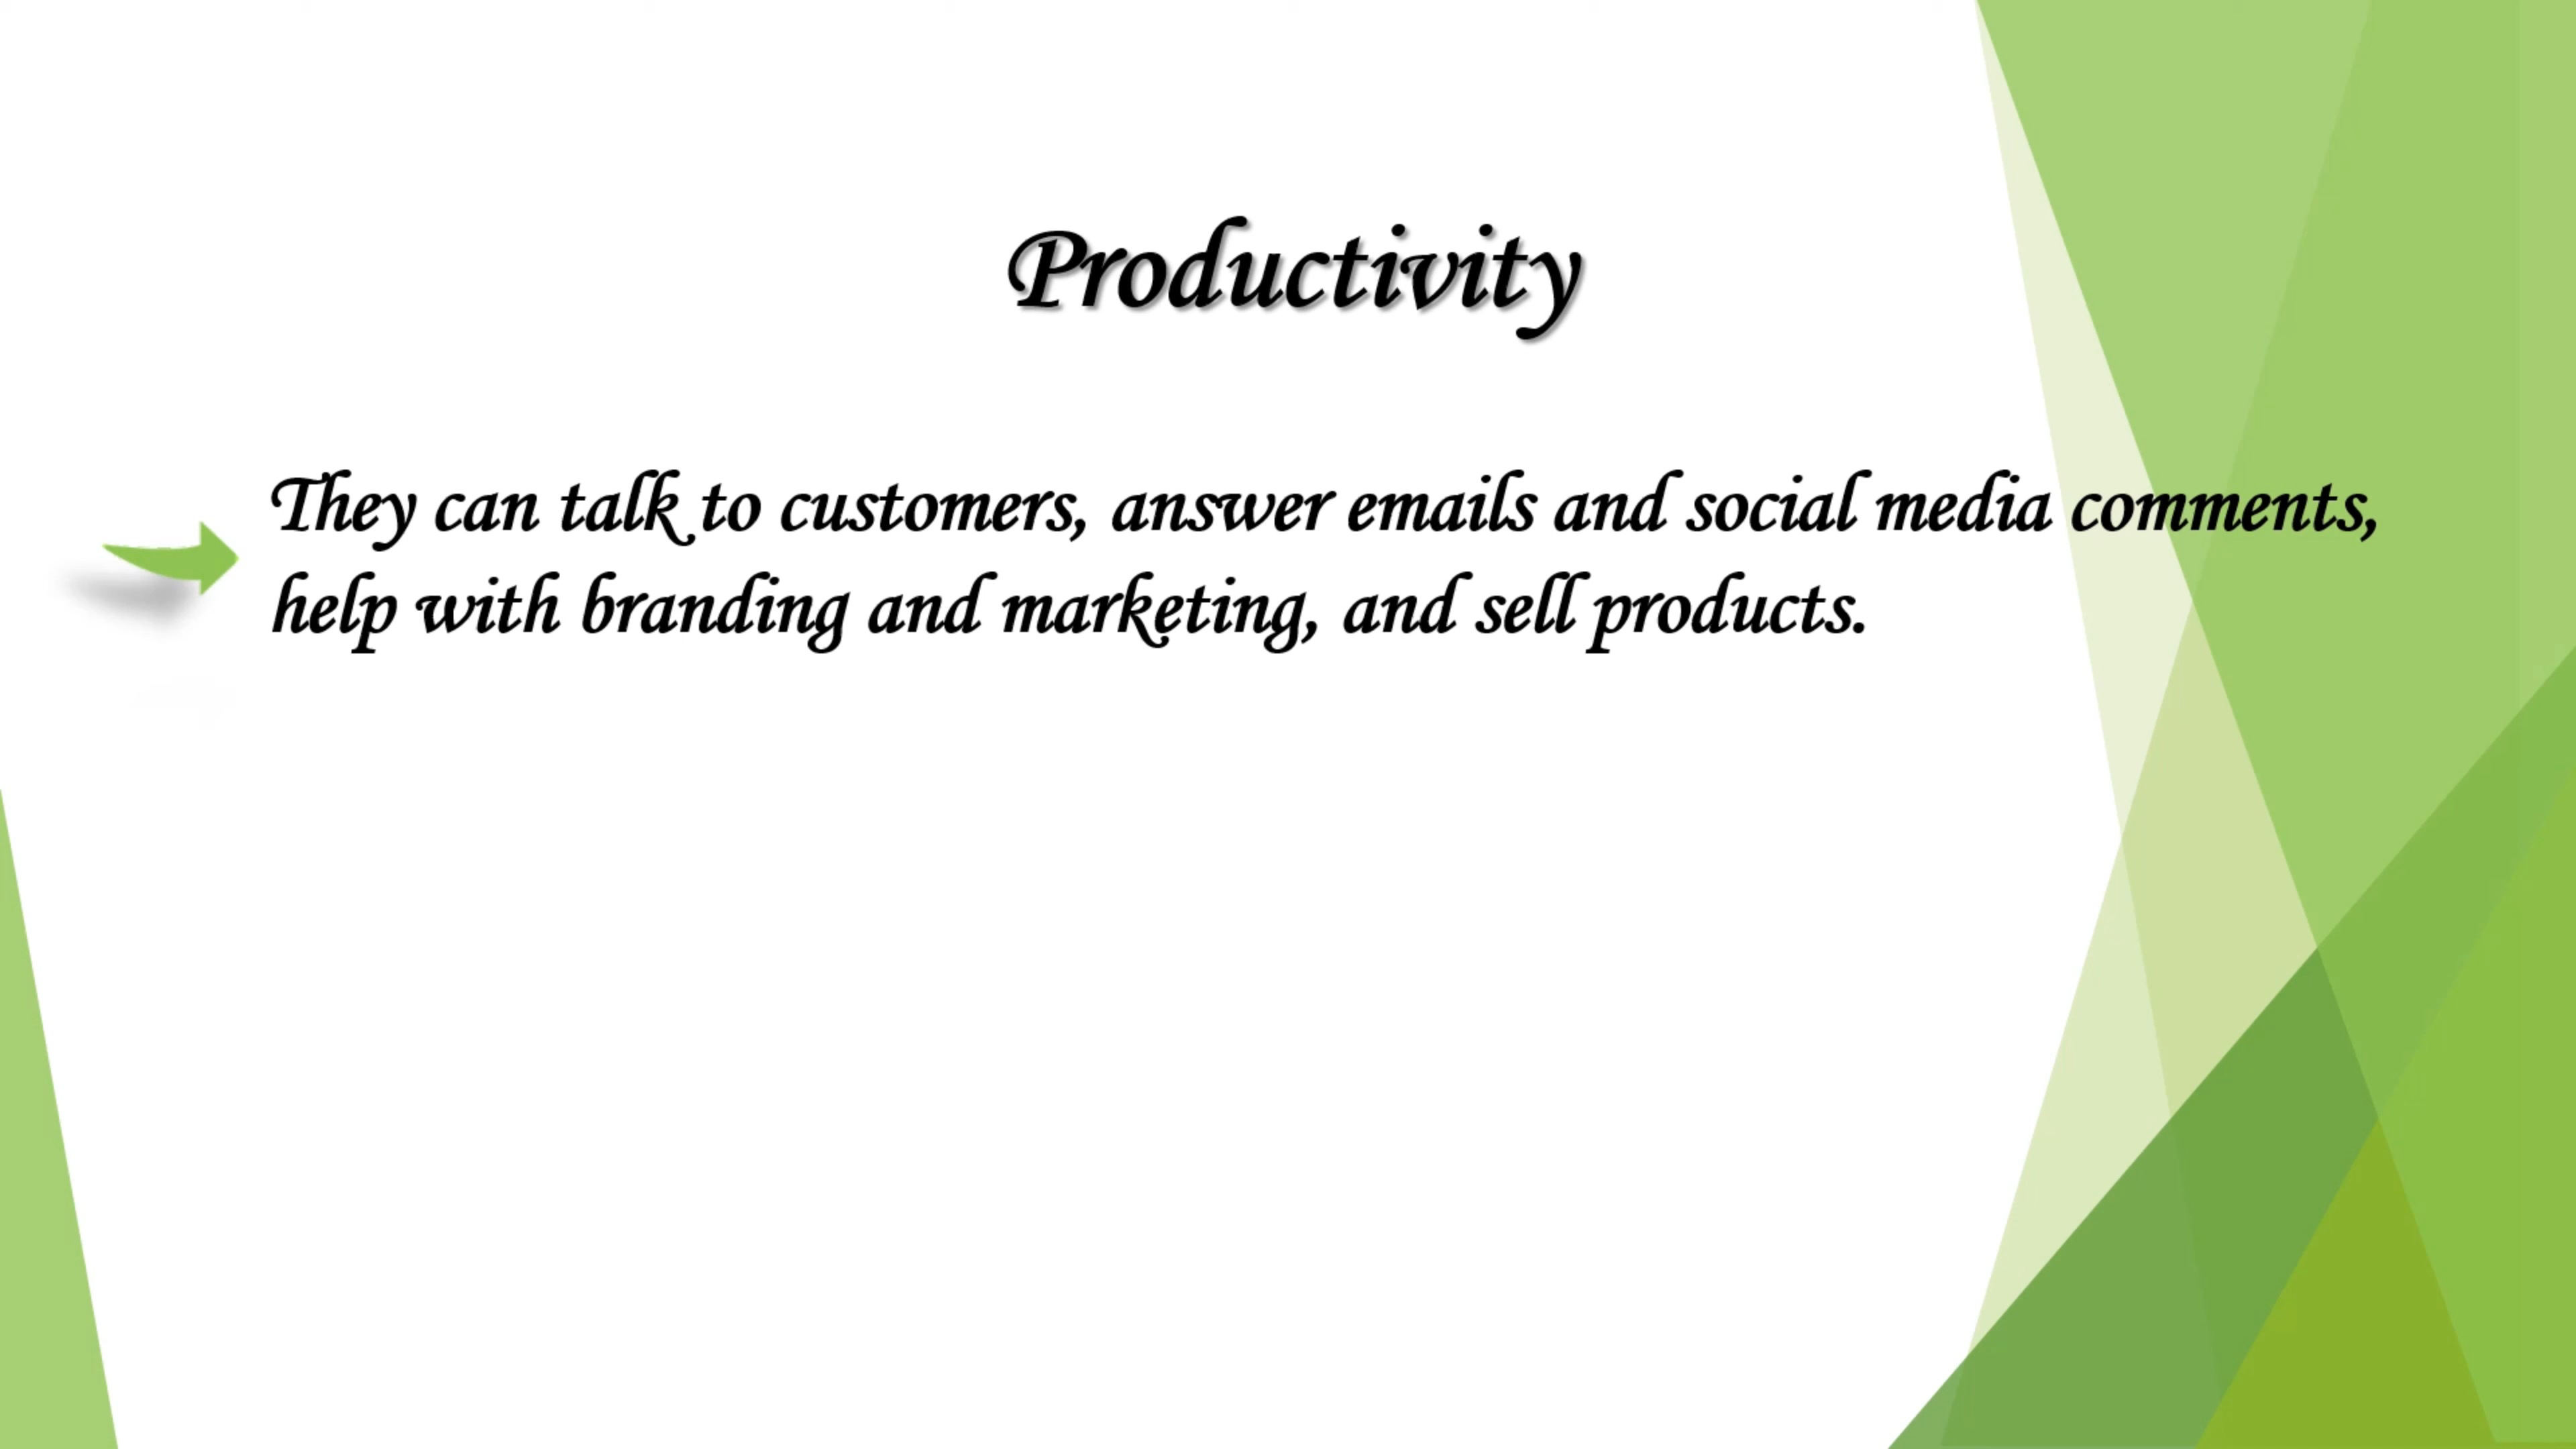 Productivity
They can talk to customers, answer emails and social media comments,
help with branding and marketing, and sell products.